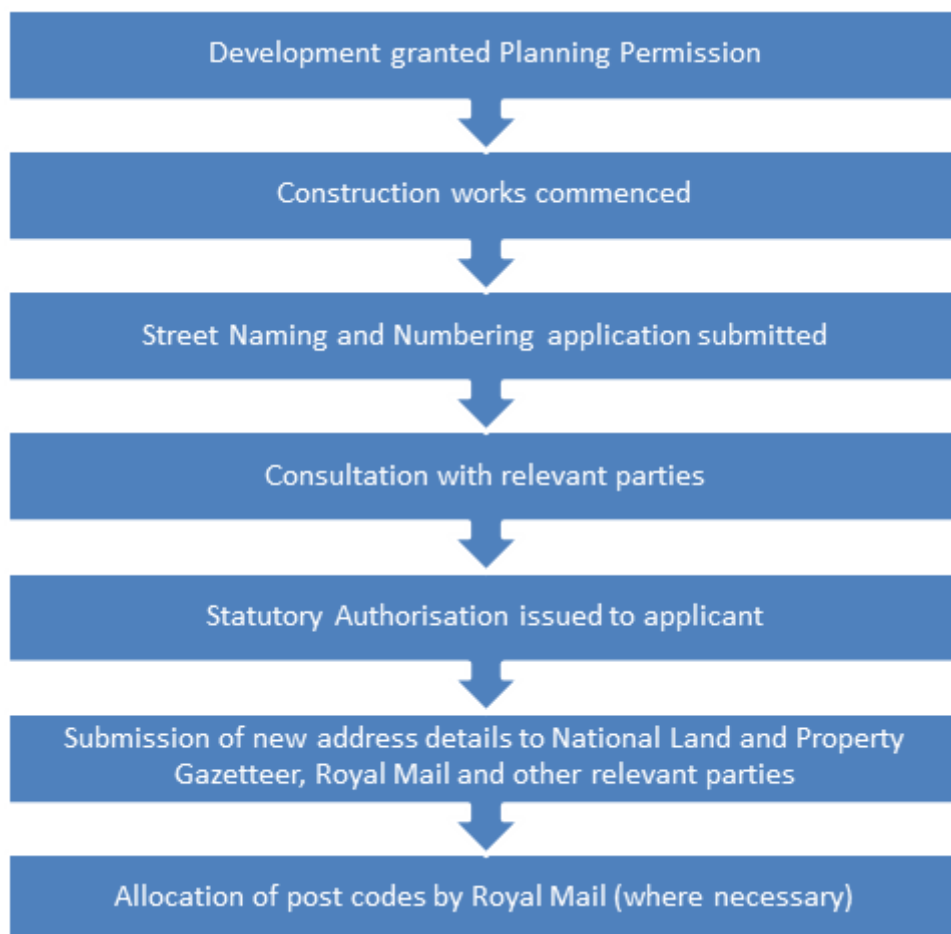 Development granted Planning Permission
Construction works commenced
Street Naming and Numbering application submitted
Consultation with relevant parties
Statutory Authorisation issued to applicant
Submission of new address details to National Land and Property
Gazetteer, Royal Mail and other relevant parties
Allocation of post codes by Royal Mail (where necessary)